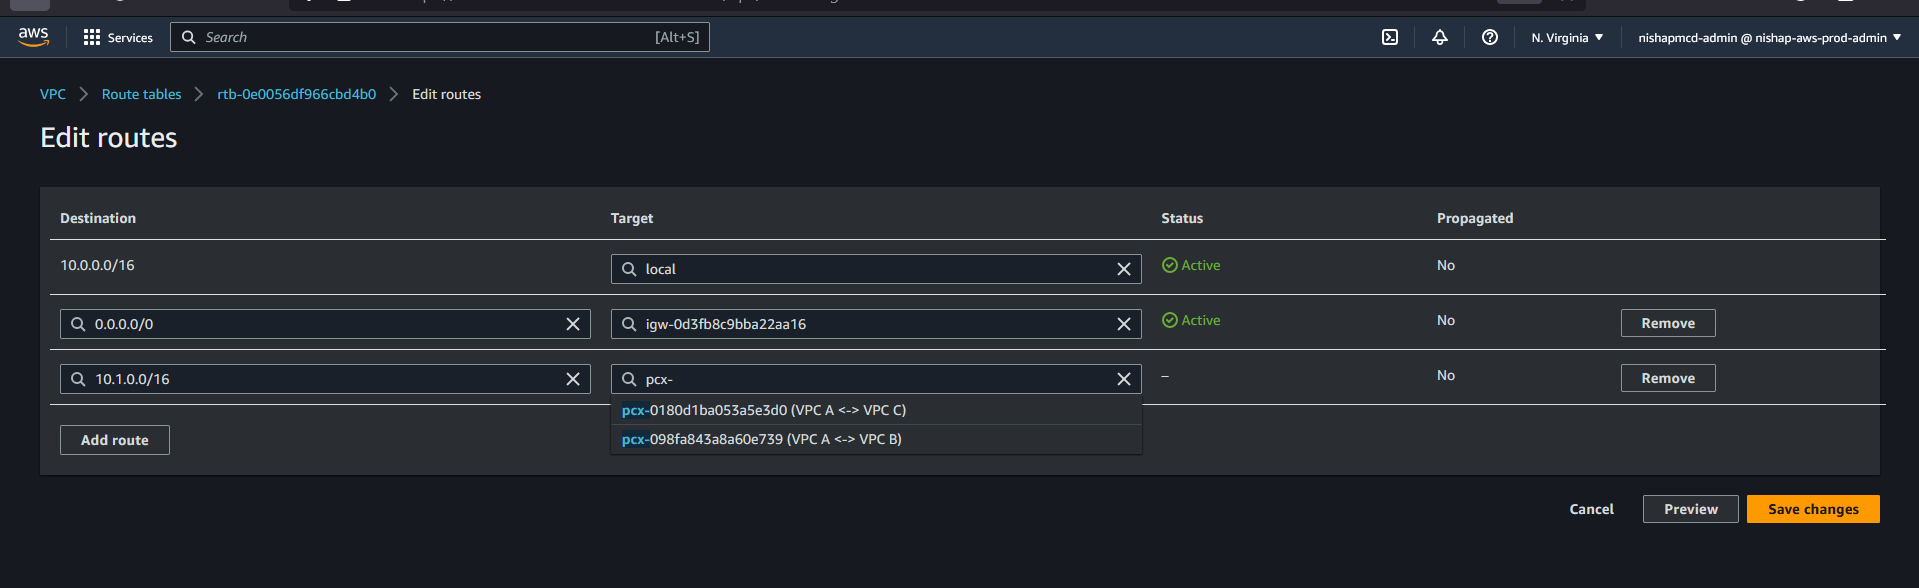 aws Services Search [Alt+S] N. Virginia nishapmcd-admin @ nishap-aws-prod-admin
VPC Route tables rtb-0e0056df966cbd4b0 Edit routes
Edit routes
Destination Target Status Propagated
10.0.0.0/16 local Active No
0.0.0.0/0 igw-0d3fb8c9bba22aa16 Active No Remove
10.1.0.0/16 pcx- – No Remove
pcx-0180d1ba053a5e3d0 (VPC A <-> VPC C)
pcx-098fa843a8a60e739 (VPC A <-> VPC B)
Add route
Cancel Preview Save changes